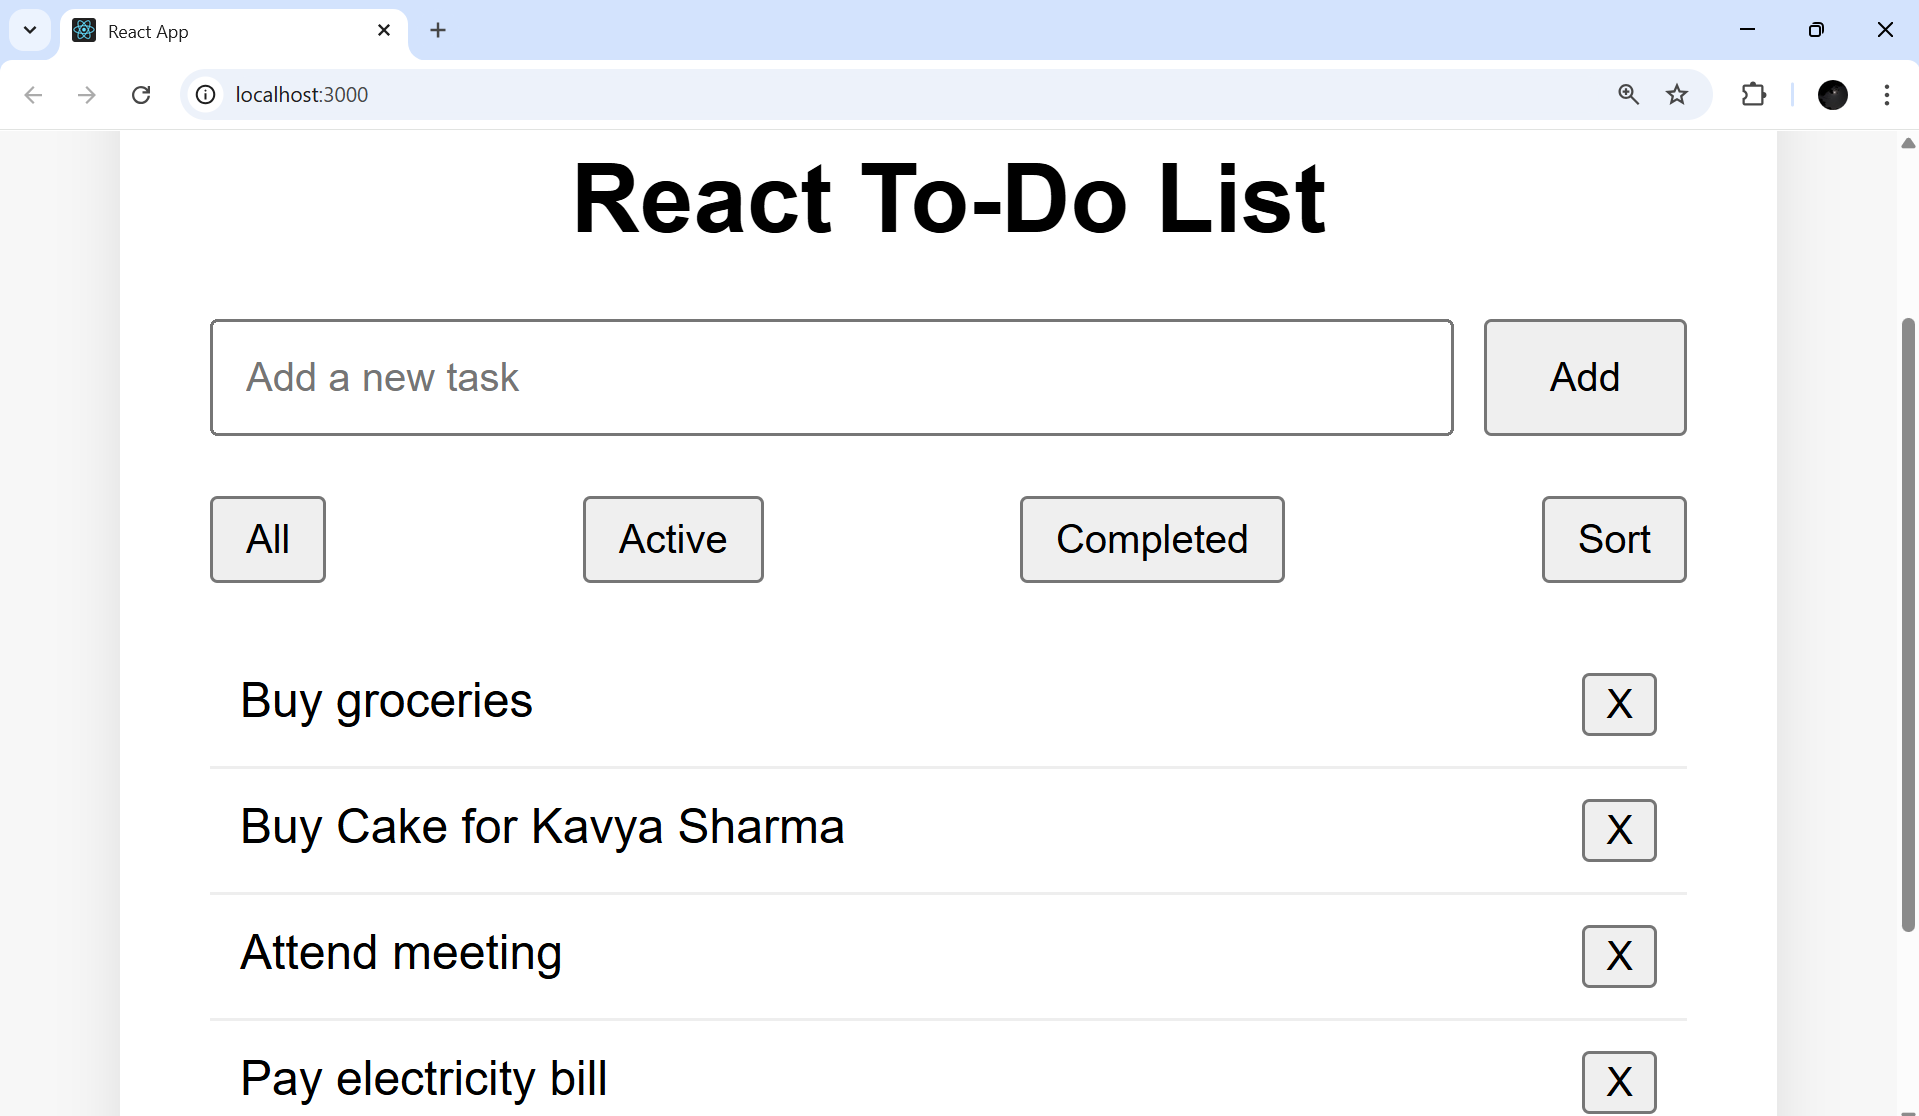 React App
localhost:3000
React To-Do List
Add a new task
Add
All
Active
Completed
Sort
Buy groceries
X
Buy Cake for Kavya Sharma
X
Attend meeting
X
Pay electricity bill
X